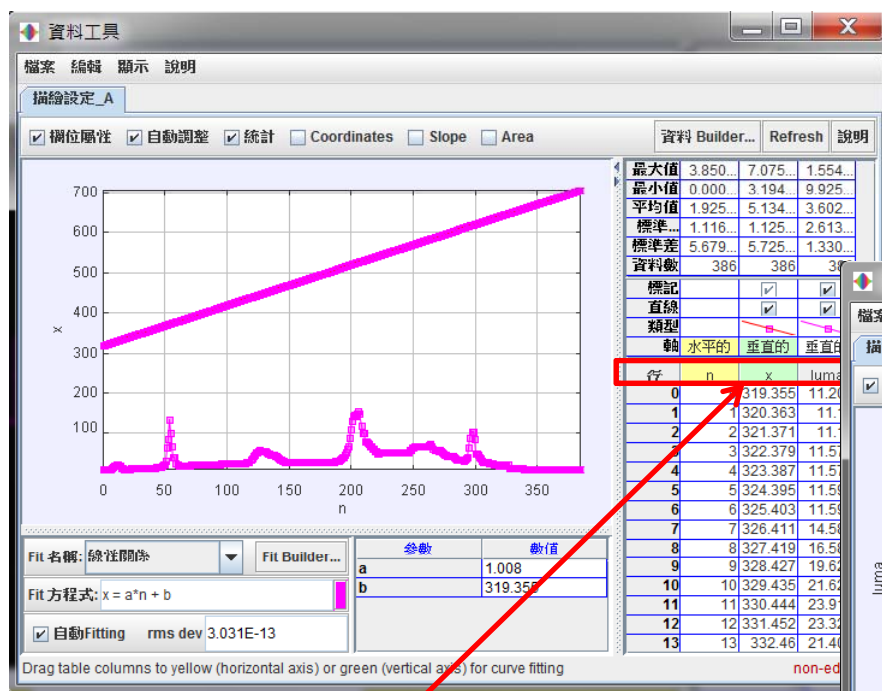 資料工具
檔案 編輯 顯示 說明
描繪設定_A
欄位屬性 自動調整 統計 Coordinates Slope Area 資料 Builder... Refresh 說明
最大值 3.850... 7.075... 1.554...
最小值 0.000... 3.194... 9.925...
平均值 1.925... 5.134... 3.602...
標準... 1.116... 1.125... 2.613...
標準差 5.679... 5.725... 1.330...
資料數 386 386
標記
直線
類型
軸 水平的 垂直的
行 n x luma
0 319.355
1 1 320.363
2 2 321.371
3 3 322.379 11.57
4 4 323.387 11.57
5 5 324.395 11.59
6 6 325.403 11.59
7 7 326.411 14.58
8 8 327.419 16.58
9 9 328.427 19.62
10 10 329.435 21.62
11 11 330.444 23.9
12 12 331.452 23.32
13 13 332.46 21.40
700
600
500
400
300
200
100
x
0 50 100 150 200 250 300 350
n
Fit 名稱: 線性關係 Fit Builder...
Fit 方程式: x = a*n + b
自動Fitting rms dev 3.031E-13
參數 數值
a 1.008
b 319.355
Drag table columns to yellow (horizontal axis) or green (vertical axis) for curve fitting
non-ed
luma